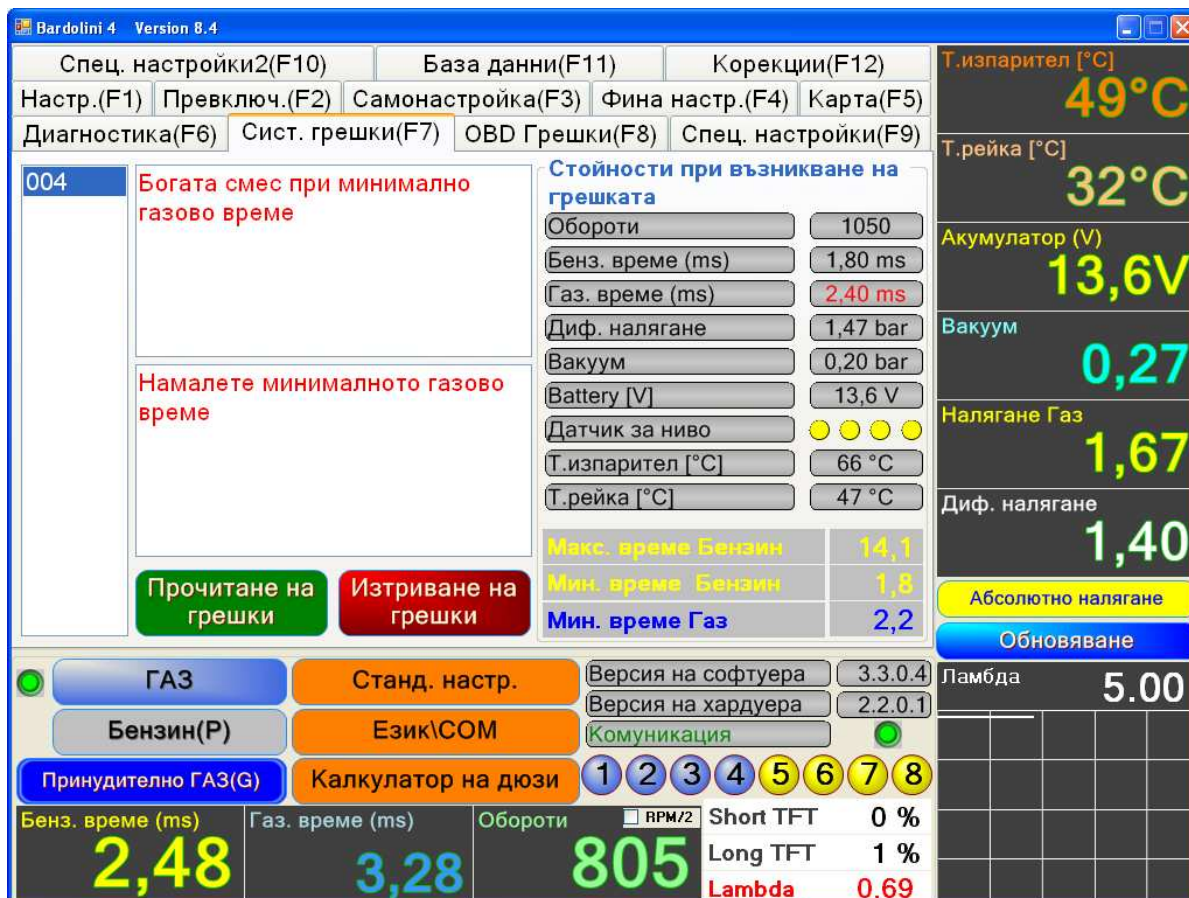 Bardolini 4 Version 8.4
Спец. настройки2(F10) База данни(F11) Корекции(F12)
Настр.(F1) Превключ.(F2) Самонастройка(F3) Фина настр.(F4) Карта(F5)
Диагностика(F6) Сист. грешки(F7) OBD Грешки(F8) Спец. настройки(F9)
004
Богата смес при минимално
газово време
Намалете минималното газово
време
Прочитане на
грешки
Изтриване на
грешки
Стойности при възникване на
грешката
Обороти 1050
Бенз. време (ms) 1,80 ms
Газ. време (ms) 2,40 ms
Диф. налягане 1,47 bar
Вакуум 0,20 bar
Battery [V] 13,6 V
Датчик за ниво
Т.изпарител [°C] 66 °C
Т.рейка [°C] 47 °C
Макс. време Бензин 14,1
Мин. време Бензин 1,8
Мин. време Газ 2,2
Т.изпарител [°C]
49°C
Т.рейка [°C]
32°C
Акумулатор (V)
13,6V
Вакуум
0,27
Налягане Газ
1,67
Диф. налягане
1,40
Абсолютно налягане
Обновяване
Ламбда 5.00
ГАЗ Станд. настр.
Бензин(P) Език\COM
Принудително ГАЗ(G) Калкулатор на дюзи
Версия на софтуера 3.3.0.4
Версия на хардуера 2.2.0.1
Комуникация
1 2 3 4 5 6 7 8
Бенз. време (ms)
2,48
Газ. време (ms)
3,28
Обороти RPM/2
805
Short TFT 0 %
Long TFT 1 %
Lambda 0.69